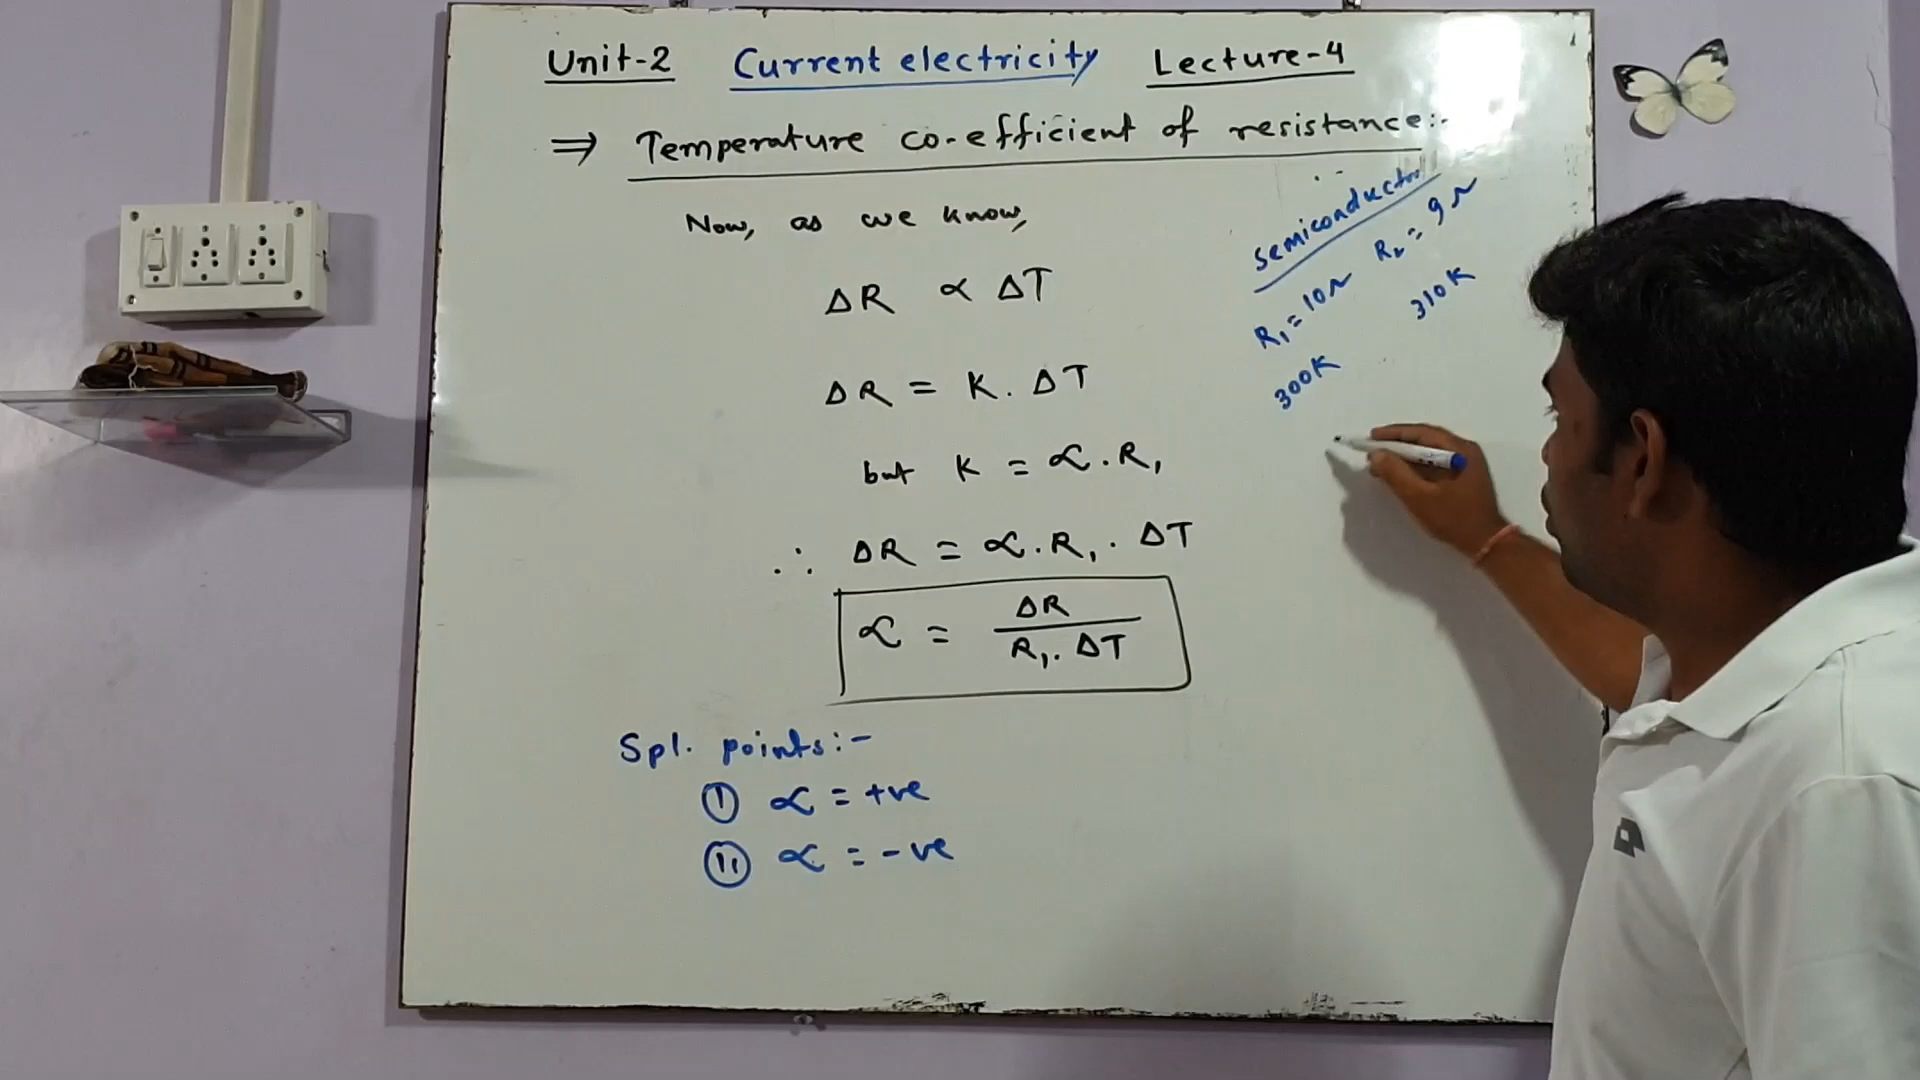 Unit-2 Current electricity Lecture-4
⇒ Temperature co-efficient of resistance:-
Now, as we know,
ΔR ∝ ΔT
ΔR = K. ΔT
but K = ∝.R₁
∴ ΔR = ∝.R₁. ΔT
∝ = ΔR / R₁. ΔT
Spl. points:-
① ∝ = +ve
⑪ ∝ = -ve
semiconductor
R₁ = 10Ω R₂ = 9Ω
300K 310K